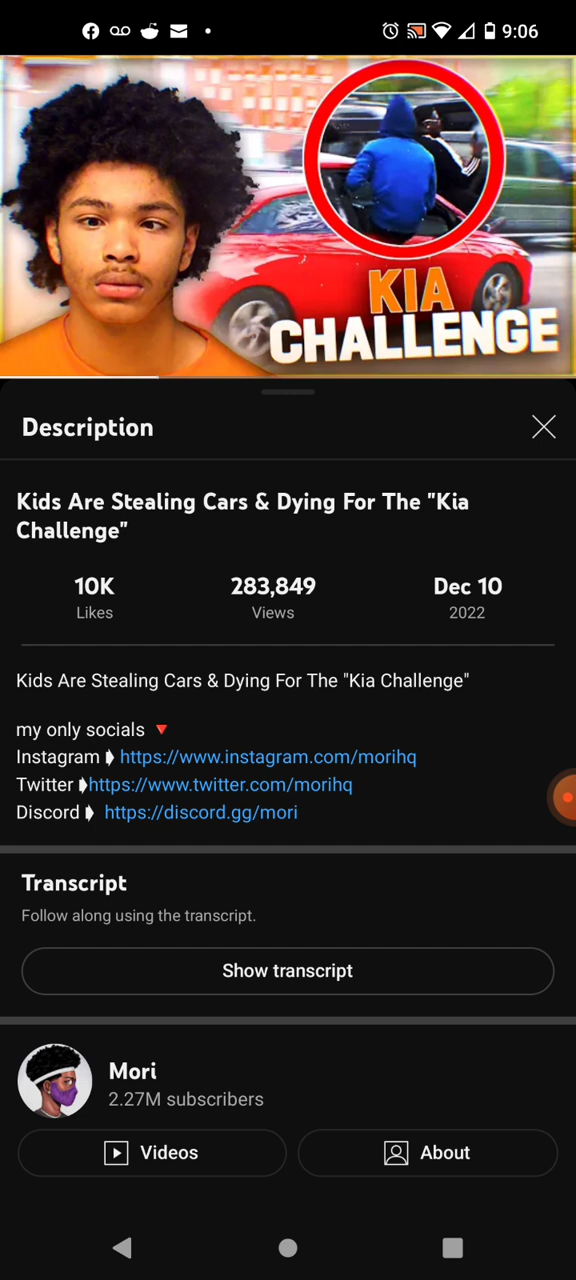 9:06
KIA
CHALLENGE
Description
Kids Are Stealing Cars & Dying For The "Kia
Challenge"
10K
283,849
Dec 10
Likes
Views
2022
Kids Are Stealing Cars & Dying For The "Kia Challenge"
my only socials 🔻
Instagram ➧ https://www.instagram.com/morihq
Twitter ➧https://www.twitter.com/morihq
Discord ➧ https://discord.gg/mori
Transcript
Follow along using the transcript.
Show transcript
Mori
2.27M subscribers
Videos
About